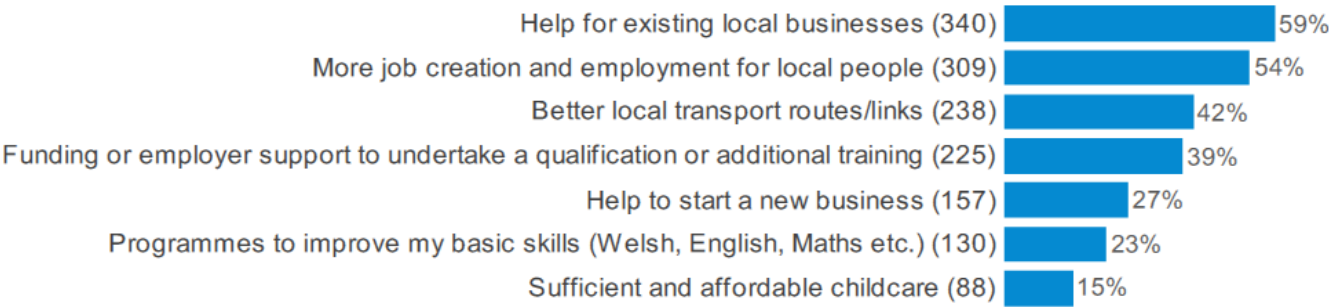 Help for existing local businesses (340) 59%
More job creation and employment for local people (309) 54%
Better local transport routes/links (238) 42%
Funding or employer support to undertake a qualification or additional training (225) 39%
Help to start a new business (157) 27%
Programmes to improve my basic skills (Welsh, English, Maths etc.) (130) 23%
Sufficient and affordable childcare (88) 15%